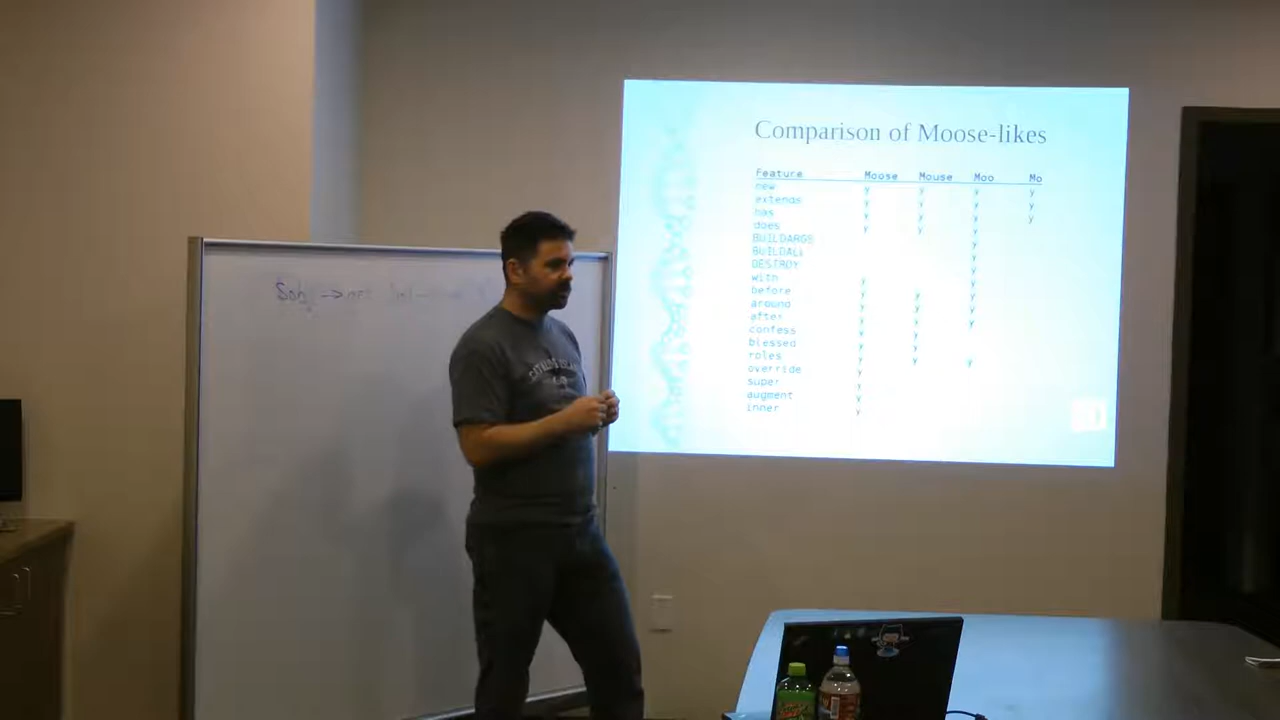 Comparison of Moose-likes
Feature Moose Mouse Moo Mo
new y y y y
extends y y y y
has y y y y
does y y y
BUILDARGS y
BUILDALL y
DESTROY y
with y y
before y y y
around y y y
after y y y
confess y y
blessed y y
roles y y y
override y
super y
augment y
inner y